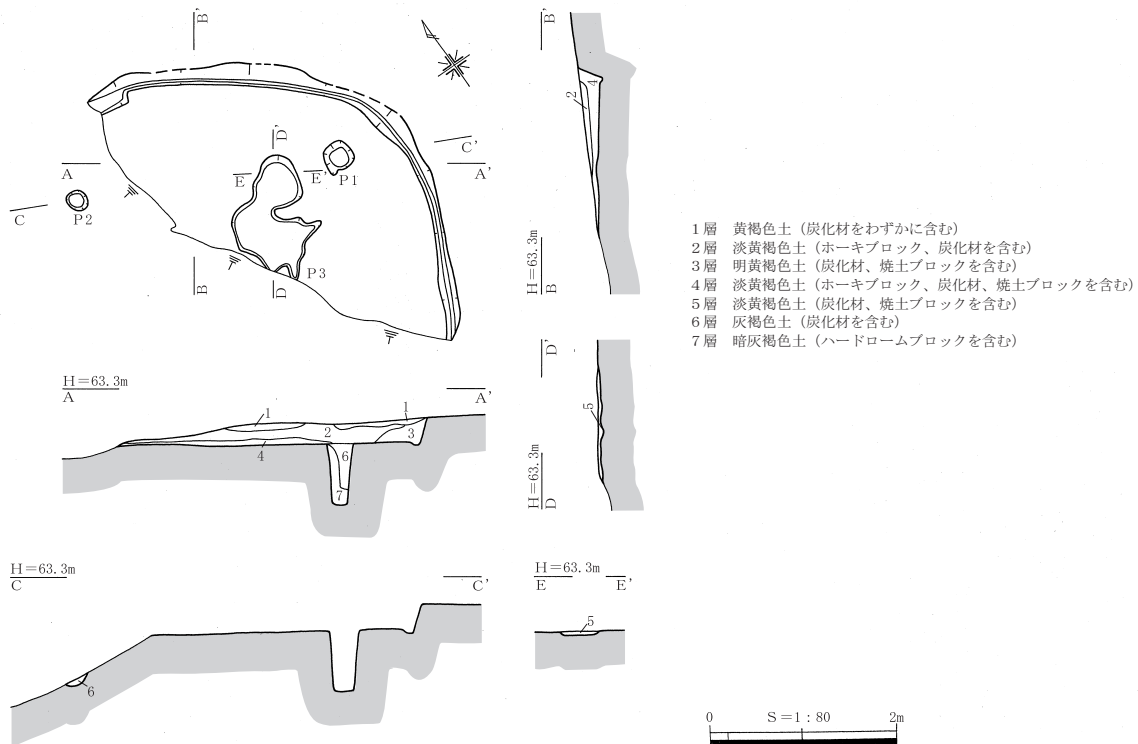 B'
B'
D'
C'
A
A'
E
E'
P1
C
P2
P3
B
D
2
4
H=63.3m
B
1層 黄褐色土（炭化材をわずかに含む）
2層 淡黄褐色土（ホーキブロック、炭化材を含む）
3層 明黄褐色土（炭化材、焼土ブロックを含む）
4層 淡黄褐色土（ホーキブロック、炭化材、焼土ブロックを含む）
5層 淡黄褐色土（炭化材、焼土ブロックを含む）
6層 灰褐色土（炭化材を含む）
7層 暗灰褐色土（ハードロームブロックを含む）
H=63.3m
A
A'
1
1
2
3
4
6
7
D'
5
H=63.3m
D
H=63.3m
C
C'
6
H=63.3m
E
E'
5
0 S=1:80 2m